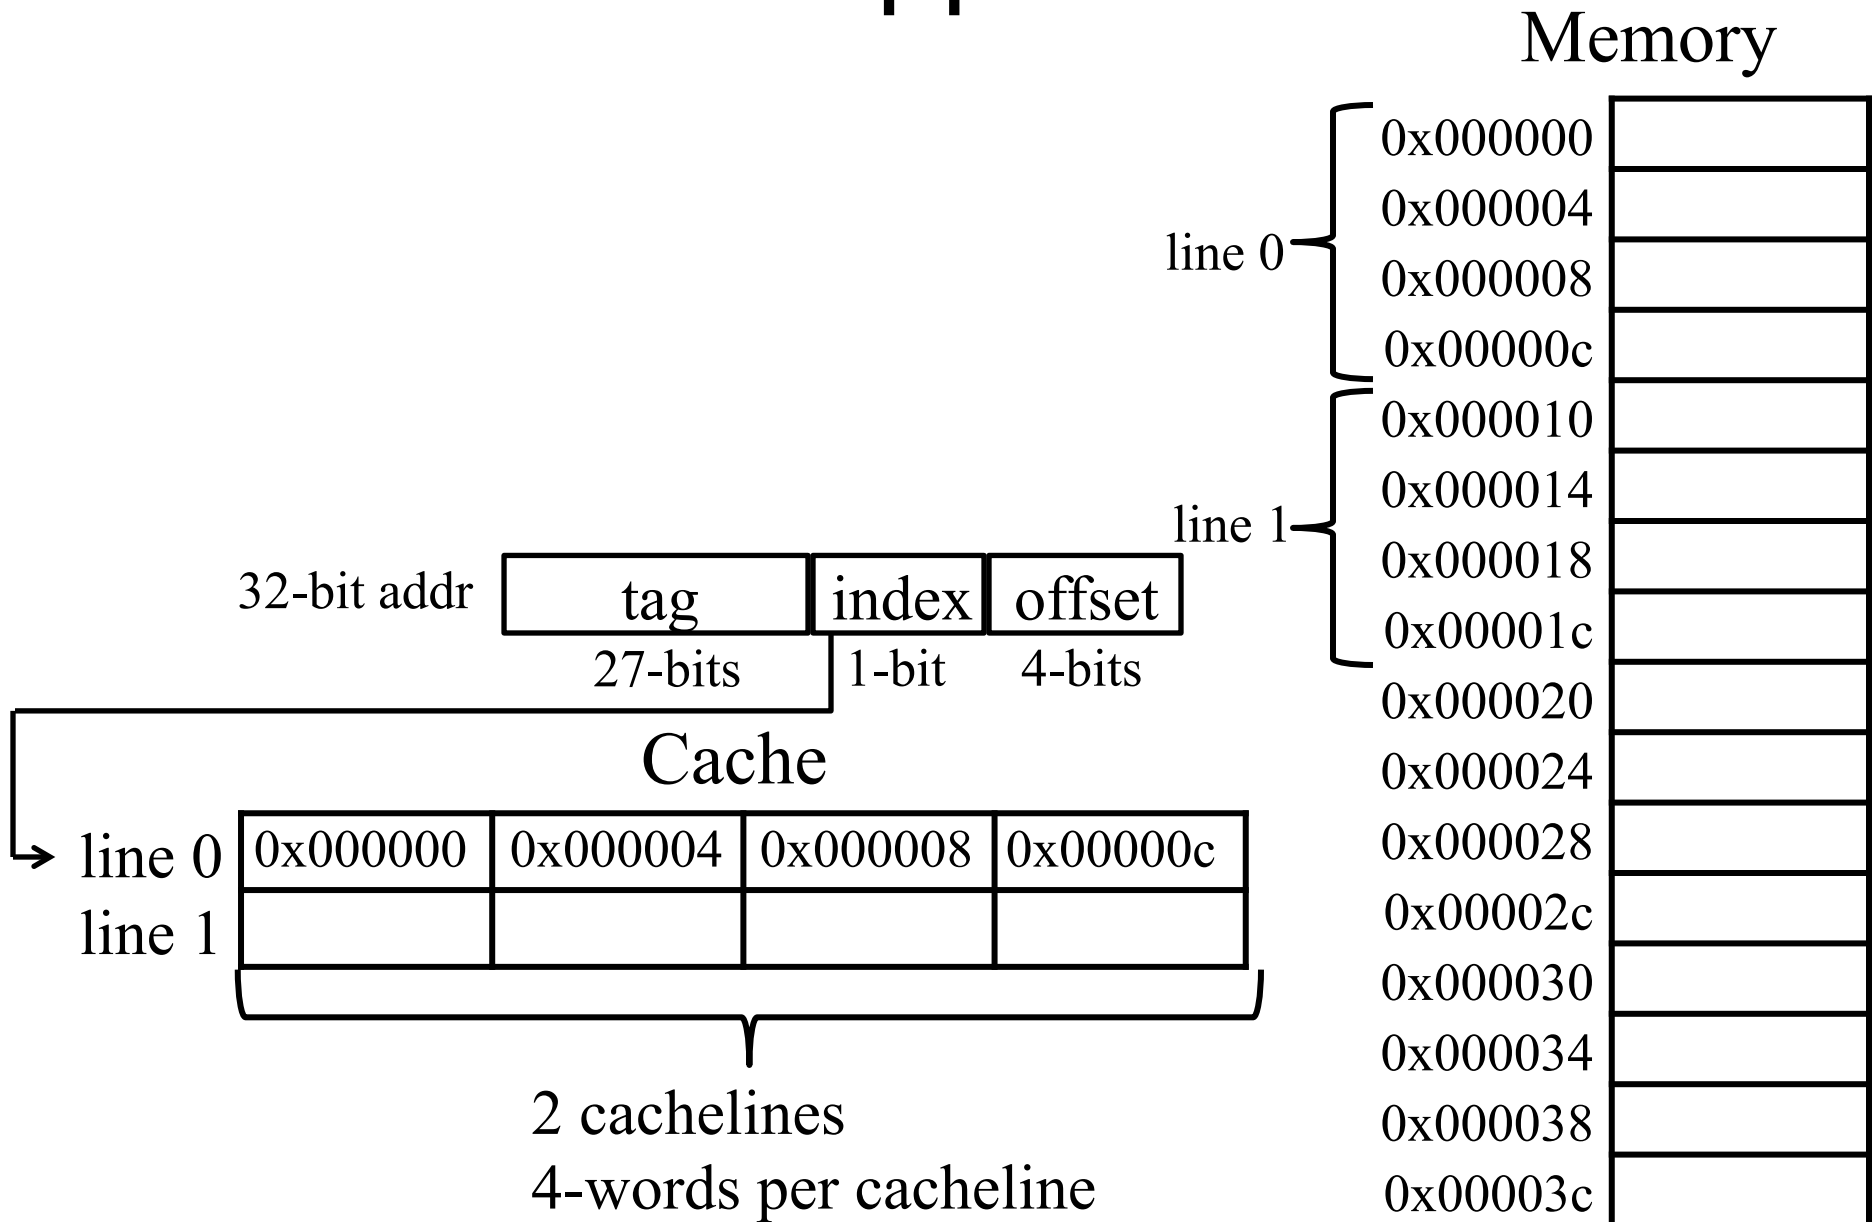 Memory
0x000000
0x000004
0x000008
0x00000c
0x000010
0x000014
0x000018
0x00001c
0x000020
0x000024
0x000028
0x00002c
0x000030
0x000034
0x000038
0x00003c
line 0
line 1
32-bit addr tag index offset
27-bits 1-bit 4-bits
Cache
line 0 0x000000 0x000004 0x000008 0x00000c
line 1
2 cachelines
4-words per cacheline